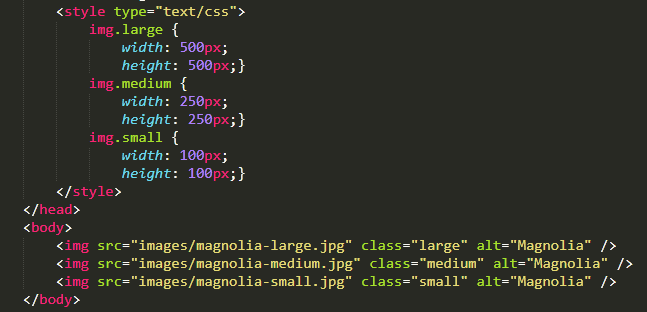 <style type="text/css">
img.large {
width: 500px;
height: 500px;}
img.medium {
width: 250px;
height: 250px;}
img.small {
width: 100px;
height: 100px;}
</style>
</head>
<body>
<img src="images/magnolia-large.jpg" class="large" alt="Magnolia" />
<img src="images/magnolia-medium.jpg" class="medium" alt="Magnolia" />
<img src="images/magnolia-small.jpg" class="small" alt="Magnolia" />
</body>